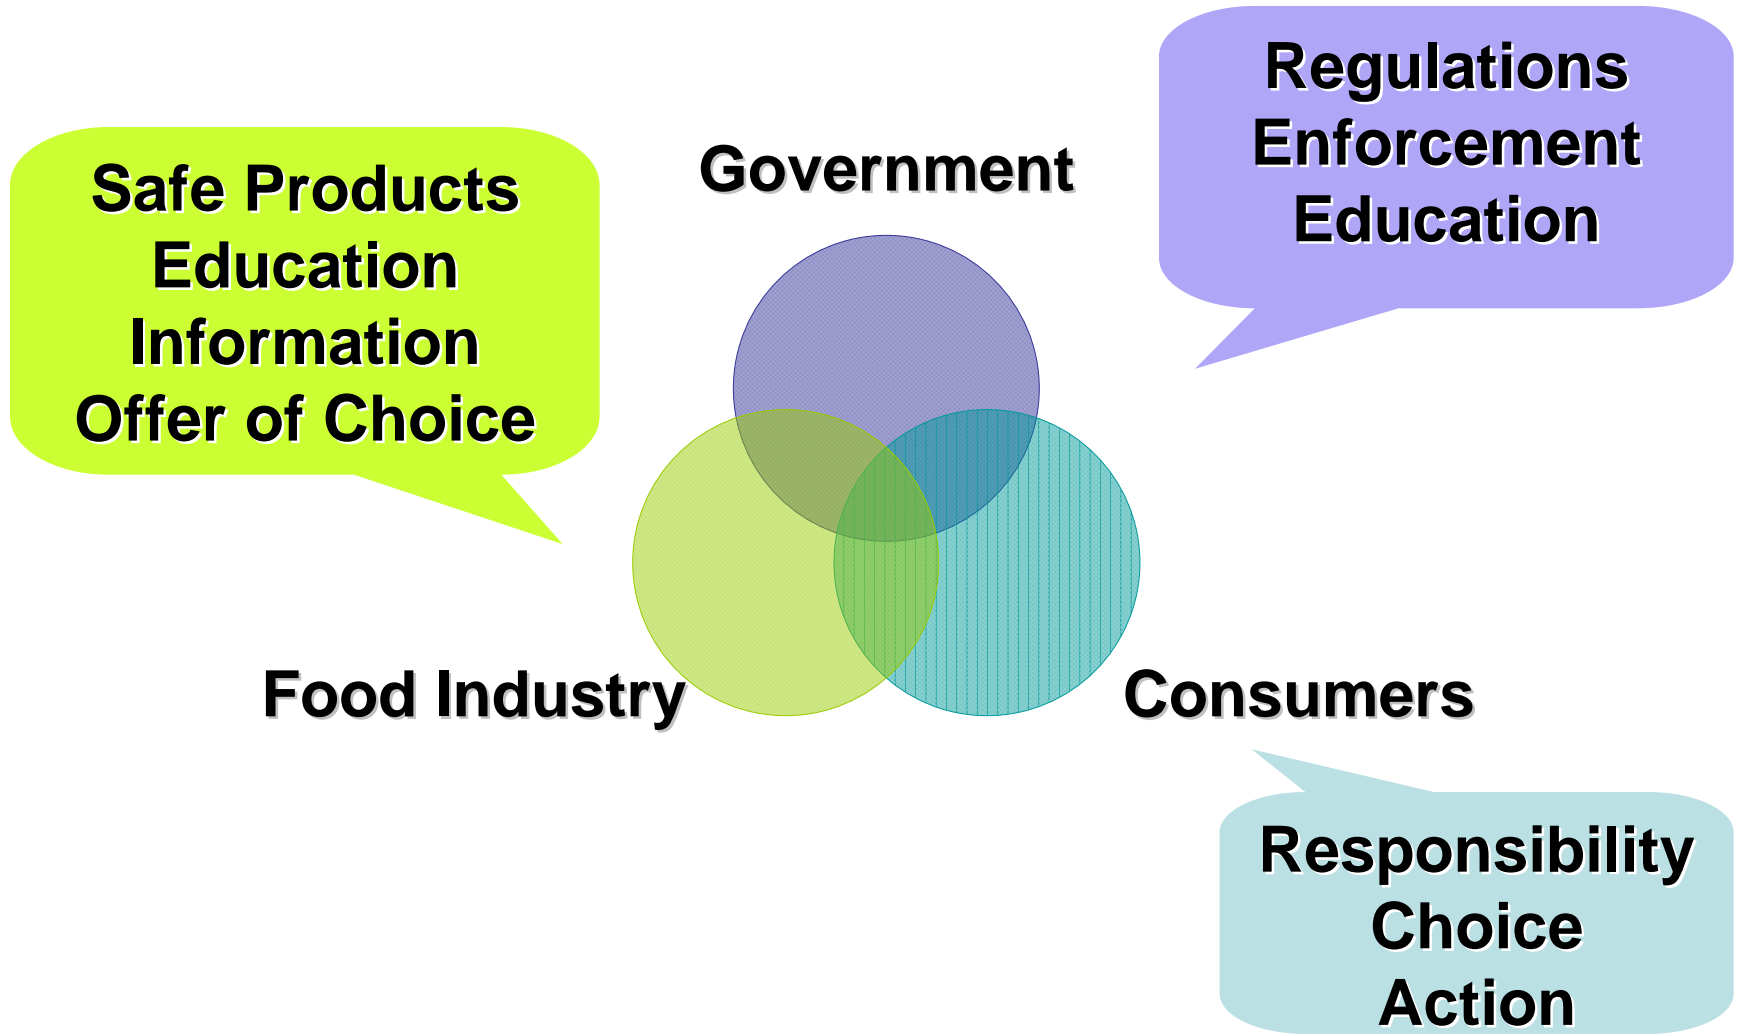 Regulations
Enforcement
Education
Government
Safe Products
Education
Information
Offer of Choice
Food Industry
Consumers
Responsibility
Choice
Action